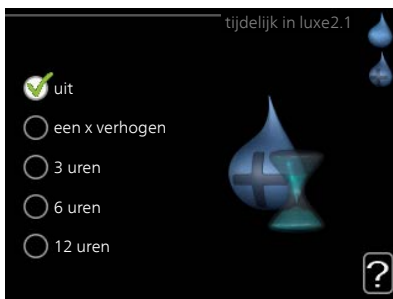 tijdelijk in luxe2.1
uit
een x verhogen
3 uren
6 uren
12 uren
?